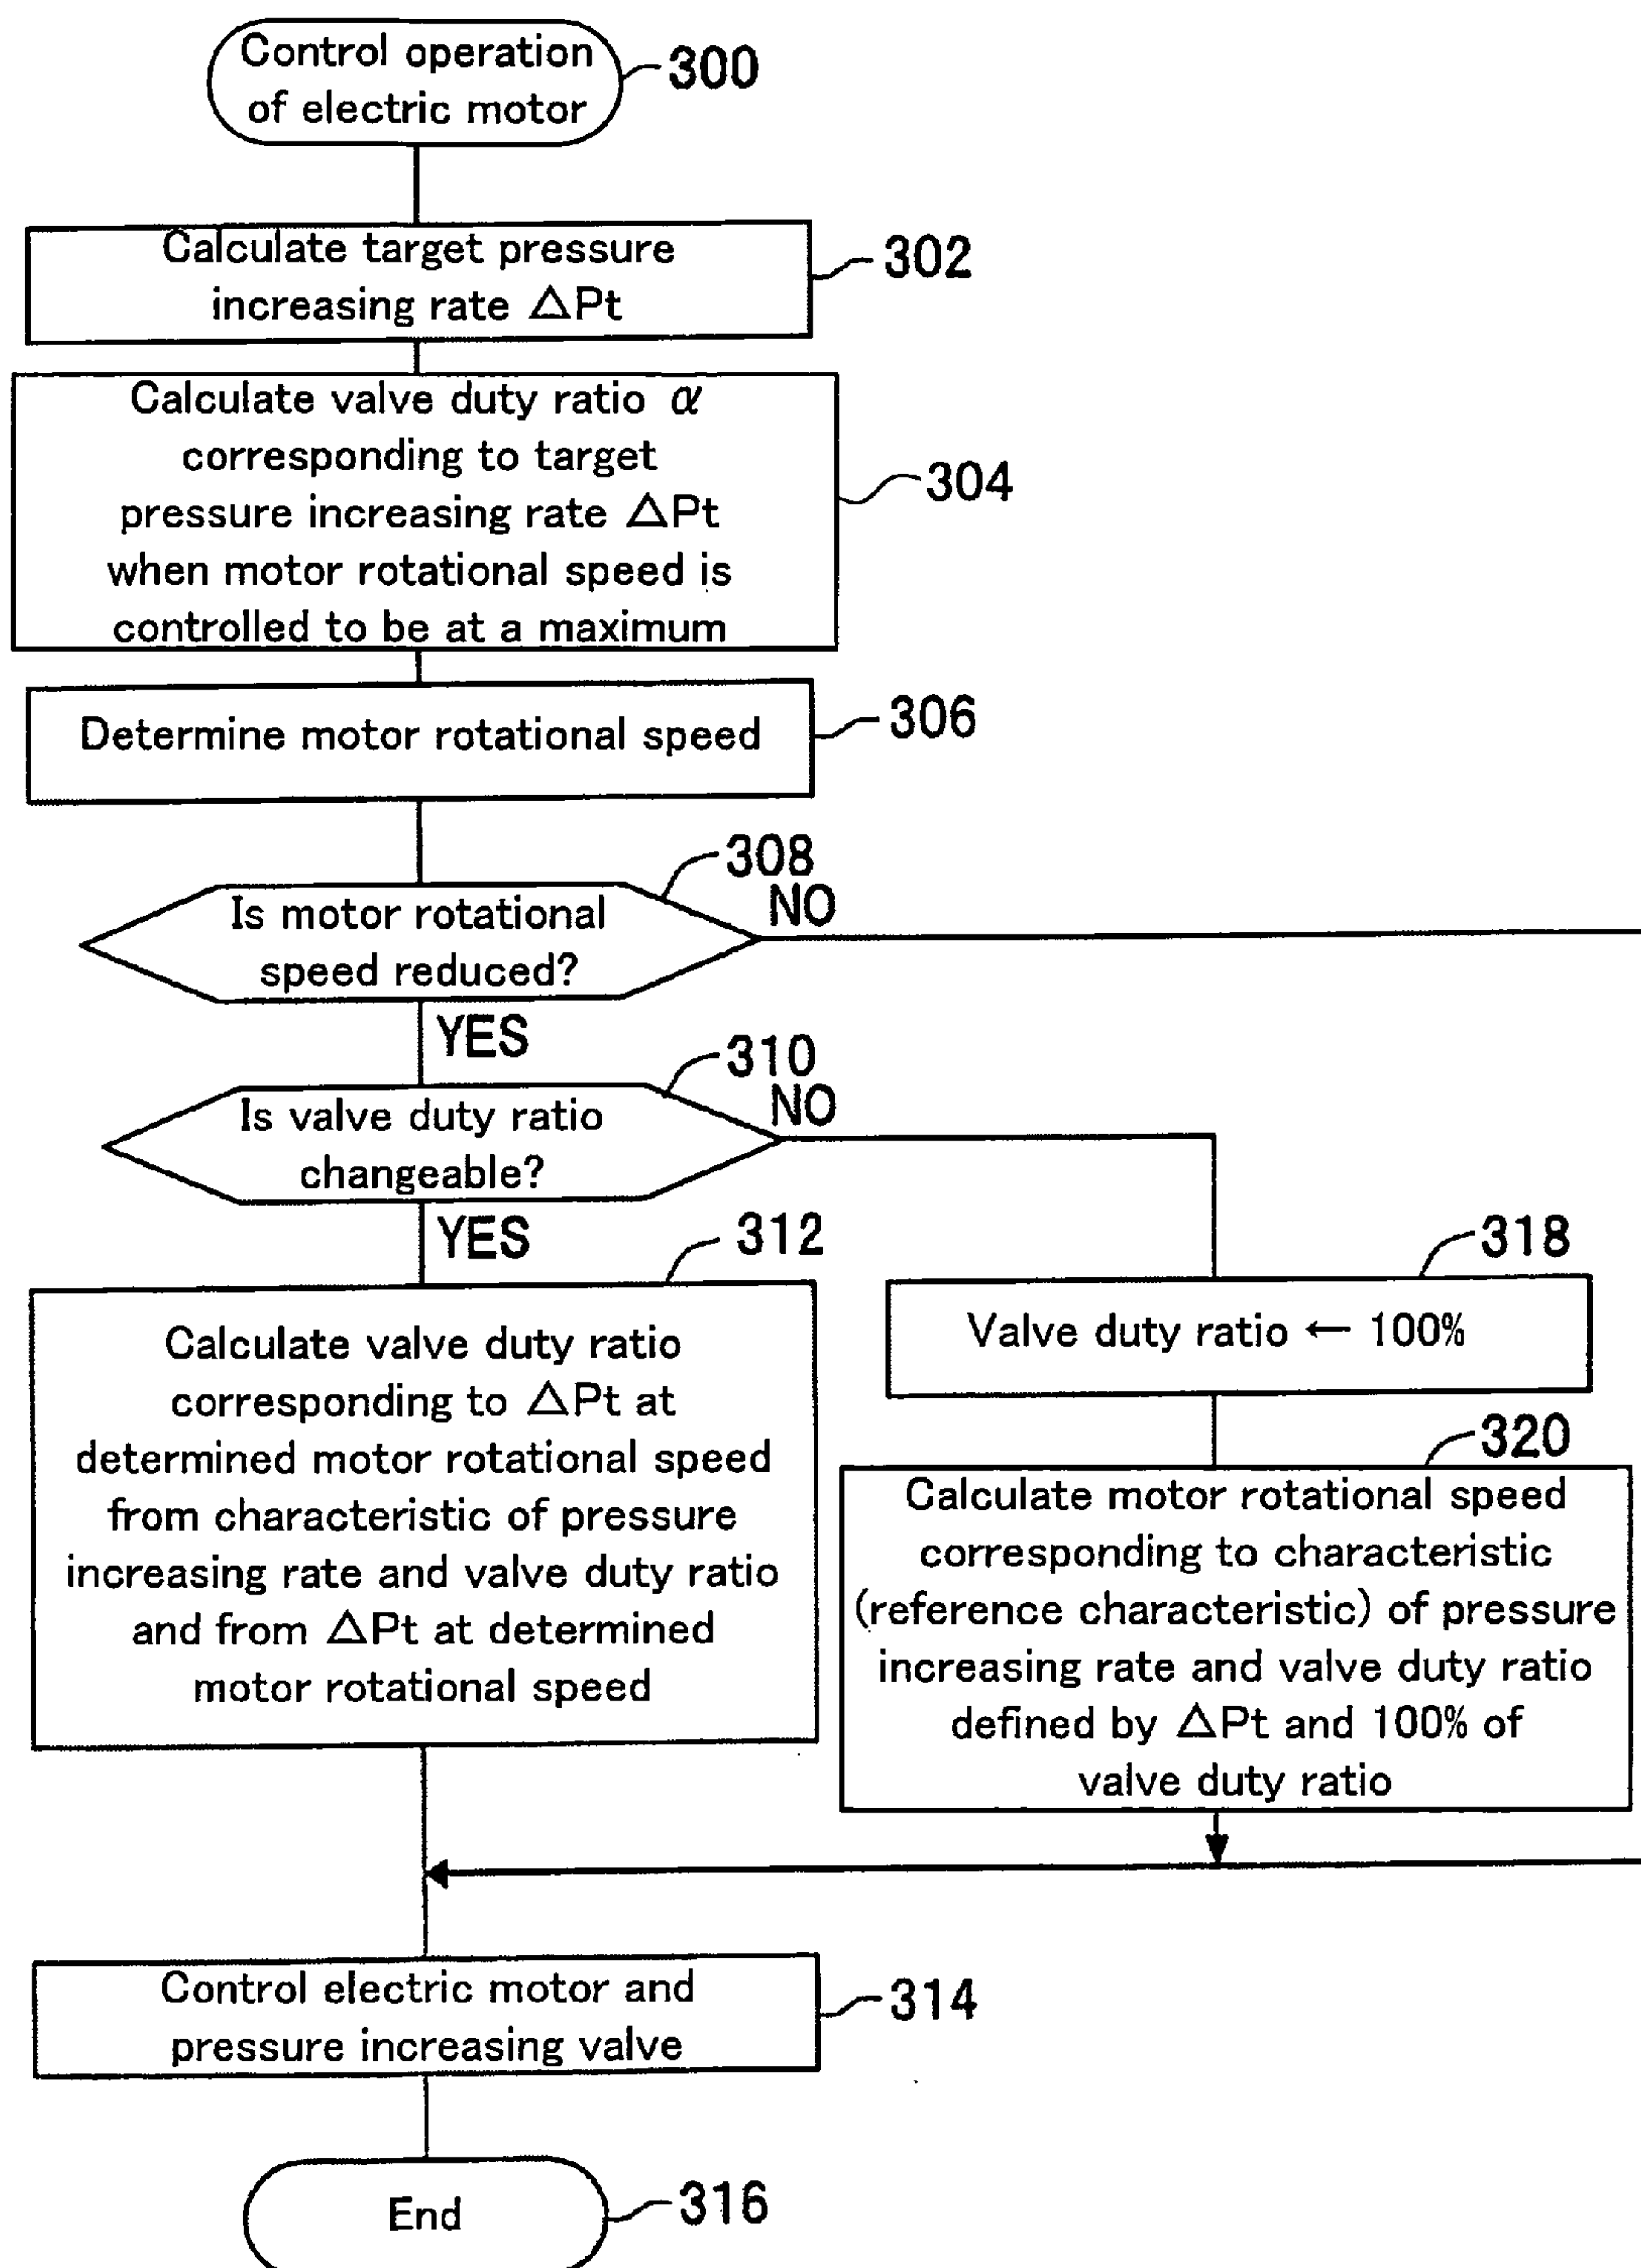 Control operation
of electric motor
300
Calculate target pressure
increasing rate △Pt
302
Calculate valve duty ratio α
corresponding to target
pressure increasing rate △Pt
when motor rotational speed is
controlled to be at a maximum
304
Determine motor rotational speed
306
308
Is motor rotational
speed reduced?
NO
YES
310
Is valve duty ratio
changeable?
NO
YES
312
Calculate valve duty ratio
corresponding to △Pt at
determined motor rotational speed
from characteristic of pressure
increasing rate and valve duty ratio
and from △Pt at determined
motor rotational speed
318
Valve duty ratio ← 100%
320
Calculate motor rotational speed
corresponding to characteristic
(reference characteristic) of pressure
increasing rate and valve duty ratio
defined by △Pt and 100% of
valve duty ratio
Control electric motor and
pressure increasing valve
314
End
316